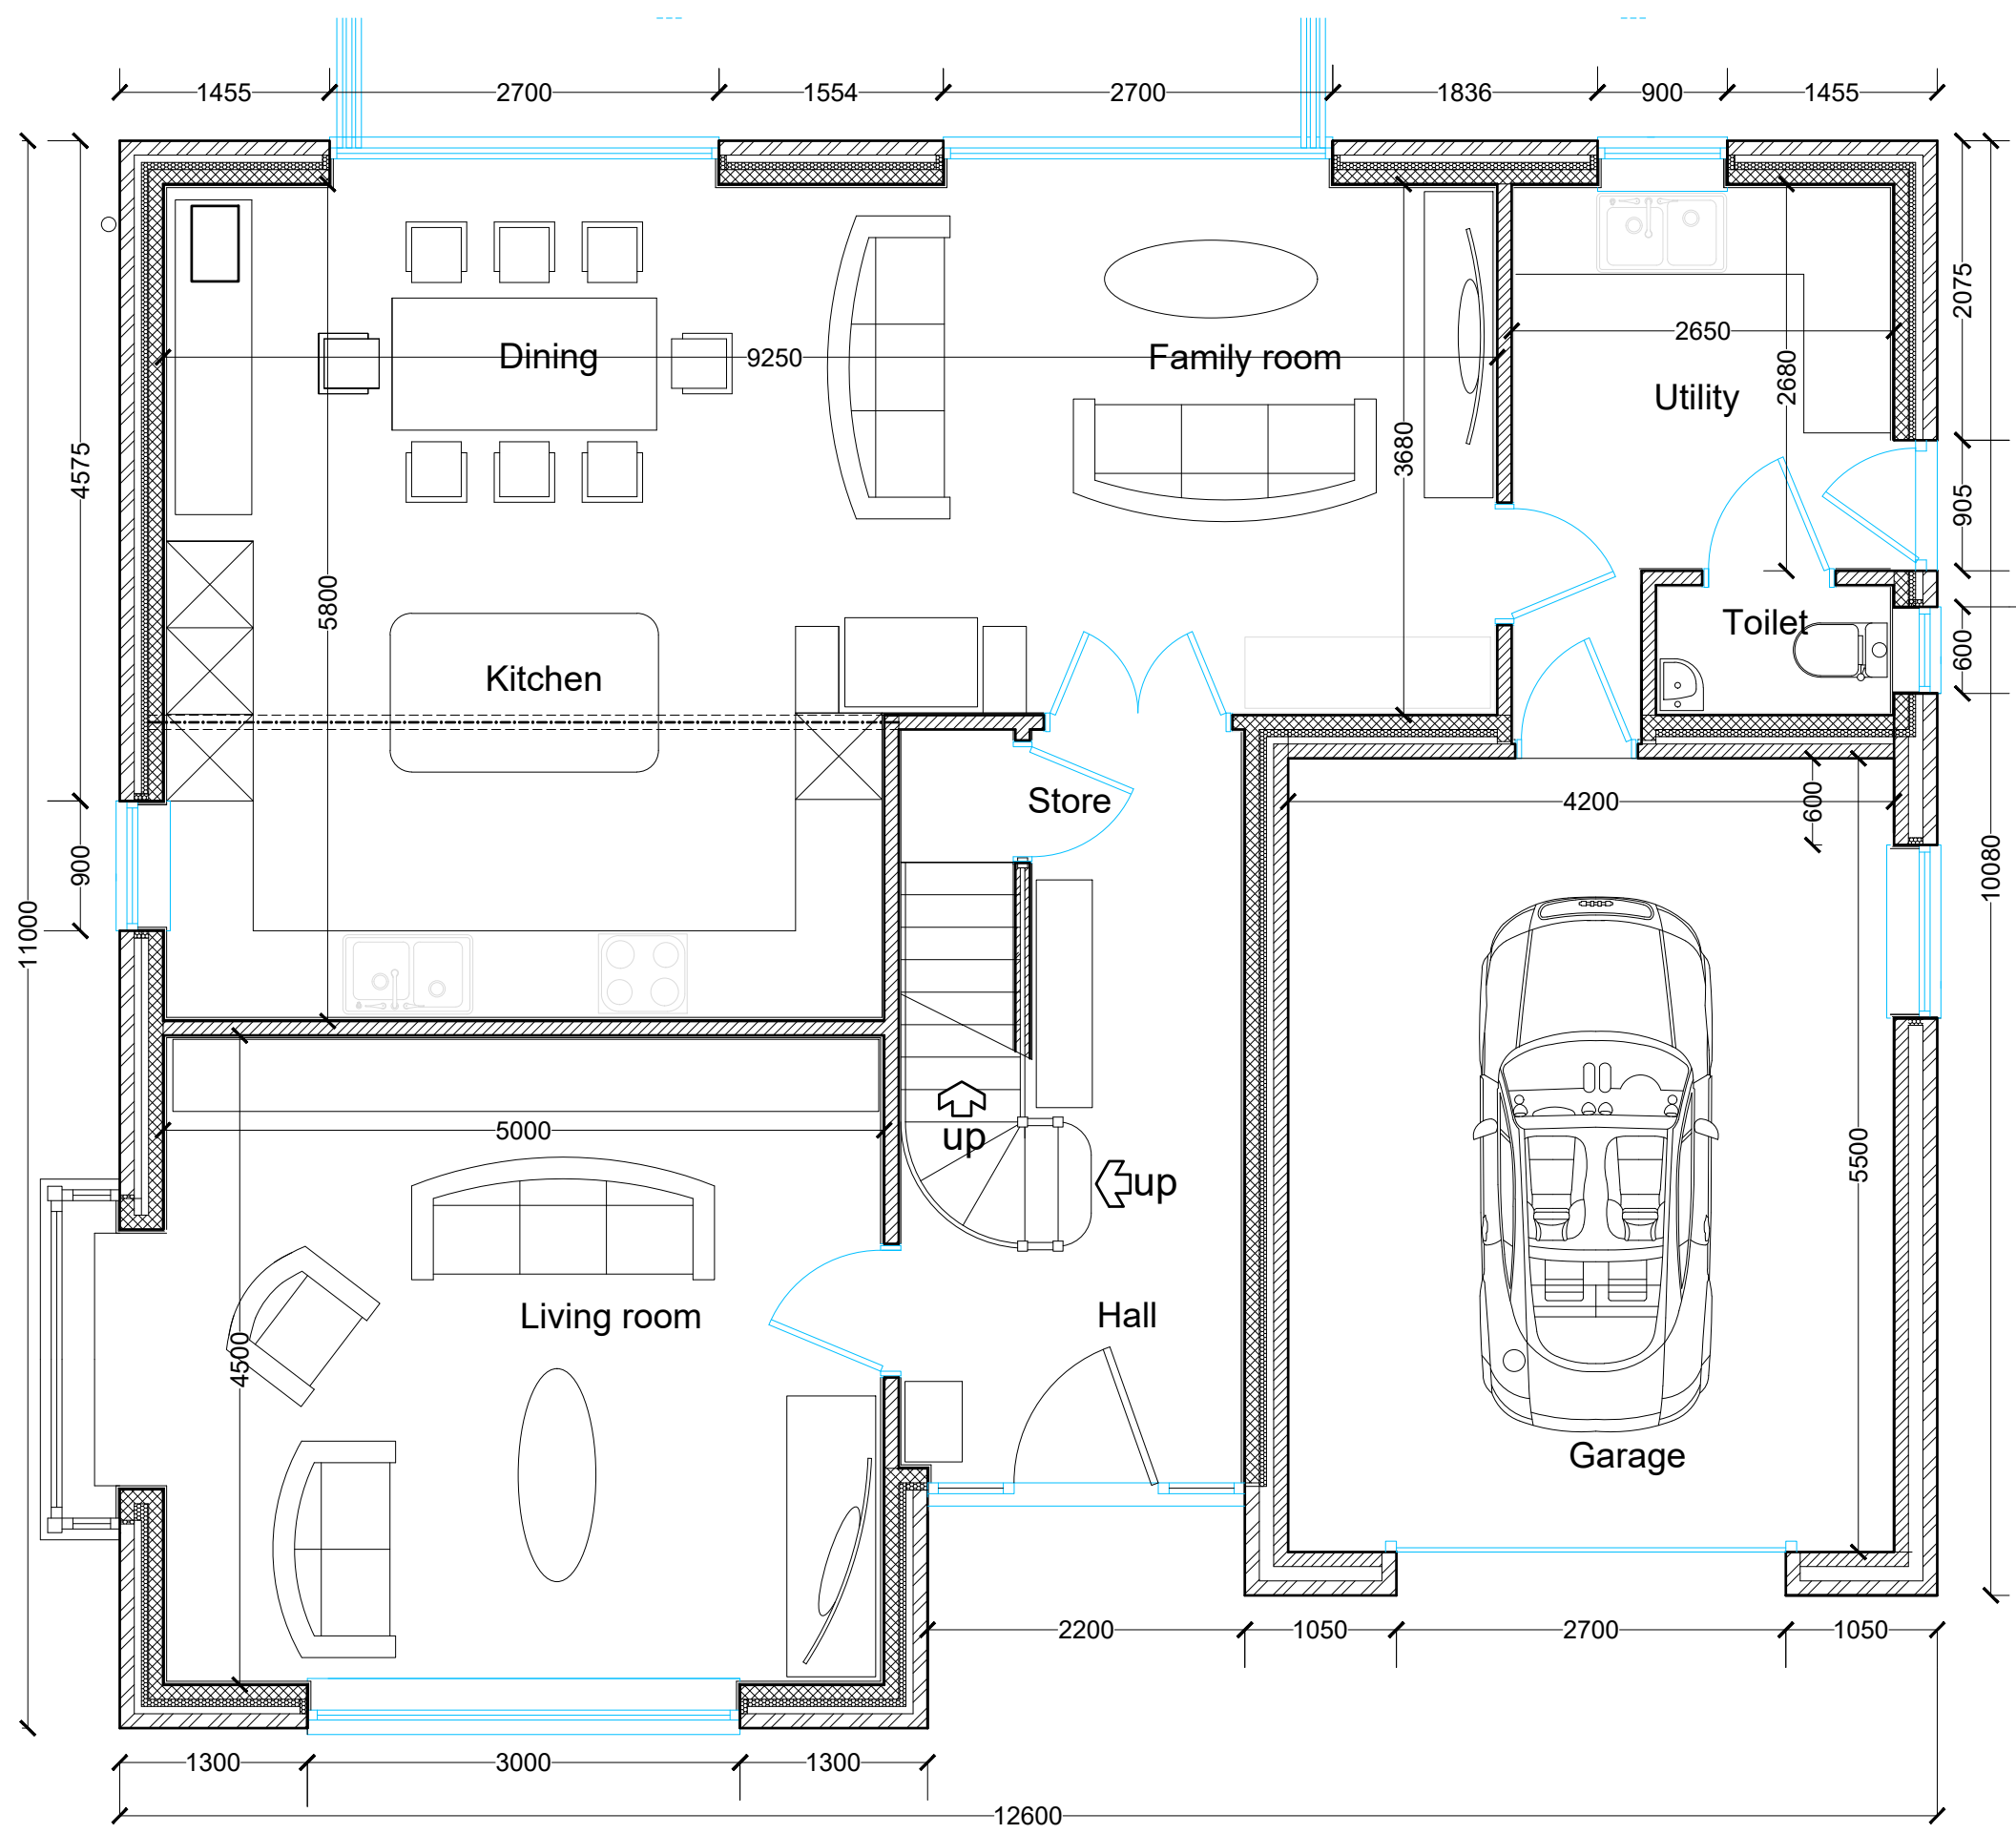 1455 2700 1554 2700 1836 900 1455
2075
2650
Dining 9250 Family room
2680
Utility
3680
4575
905
5800
Toilet
600
Kitchen
Store 4200 600
900
10080
11000
5000 up
5500
up
Living room Hall
4500
Garage
2200 1050 2700 1050
1300 3000 1300
12600